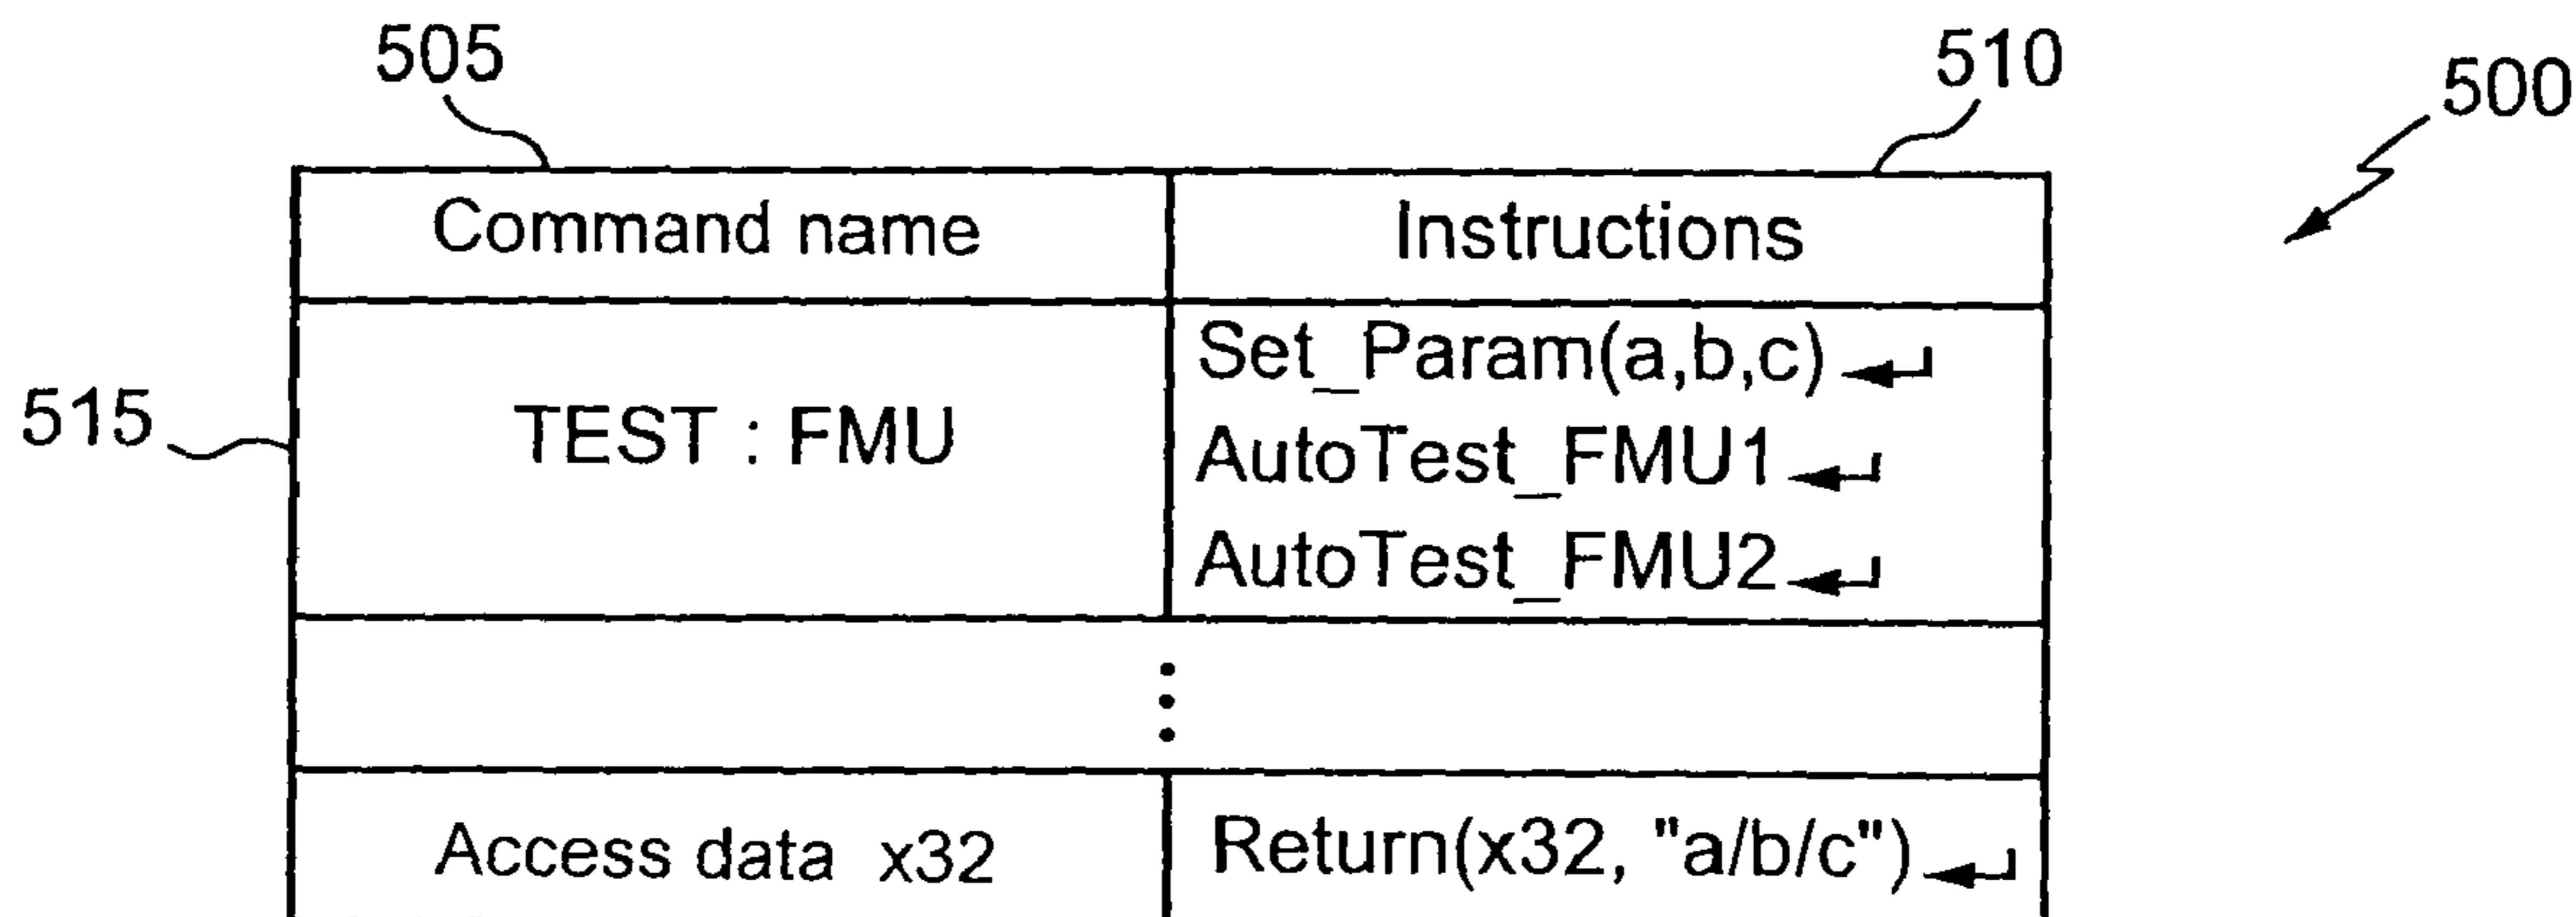 505
510
500
Command name
Instructions
515
TEST : FMU
Set_Param(a,b,c)
AutoTest_FMU1
AutoTest_FMU2
Access data x32
Return(x32, "a/b/c")